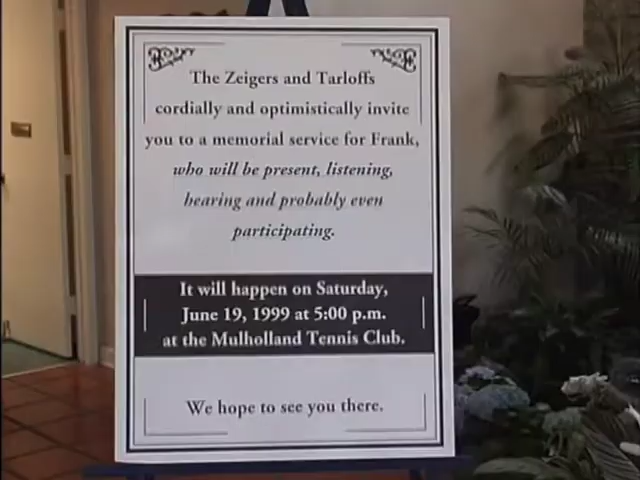 The Zeigers and Tarloffs
cordially and optimistically invite
you to a memorial service for Frank,
who will be present, listening,
hearing and probably even
participating.
It will happen on Saturday,
June 19, 1999 at 5:00 p.m.
at the Mulholland Tennis Club.
We hope to see you there.